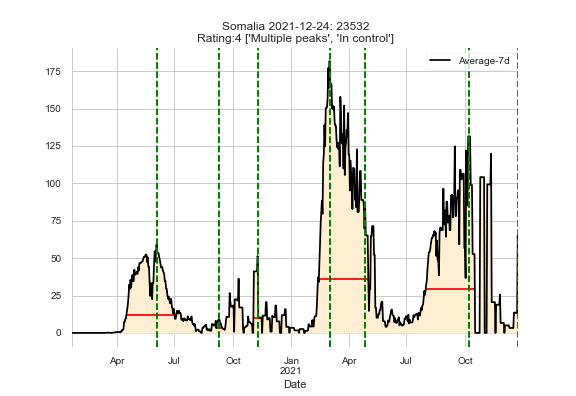 Somalia 2021-12-24: 23532
Rating:4 ['Multiple peaks', 'In control']
Average-7d
175
150
125
100
75
50
25
0
Apr Jul Oct Jan Apr Jul Oct
2021
Date